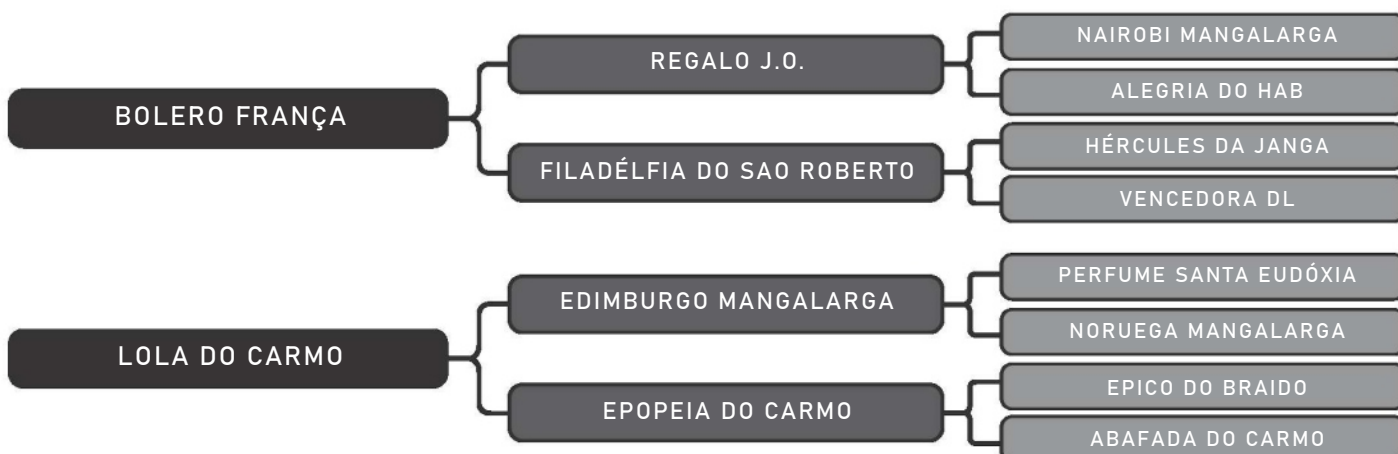 NAIROBI MANGALARGA
REGALO J.O.
ALEGRIA DO HAB
BOLERO FRANÇA
HÉRCULES DA JANGA
FILADÉLFIA DO SAO ROBERTO
VENCEDORA DL
PERFUME SANTA EUDÓXIA
EDIMBURGO MANGALARGA
NORUEGA MANGALARGA
LOLA DO CARMO
EPICO DO BRAIDO
EPOPEIA DO CARMO
ABAFADA DO CARMO